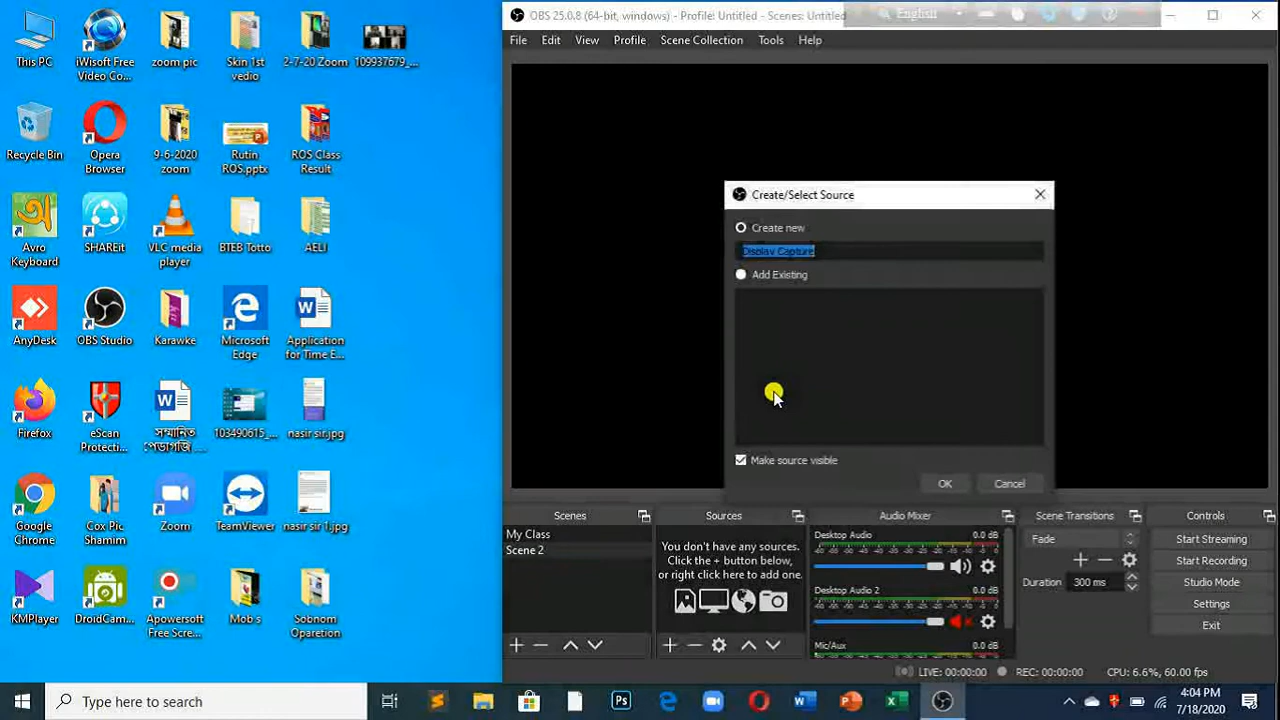 This PC
iWisoft Free
Video Co...
zoom pic
Skin 1st
vedio
2-7-20 Zoom
109937679_...
Recycle Bin
Opera
Browser
9-6-2020
zoom
Rutin
ROS.pptx
ROS Class
Result
Avro
Keyboard
SHAREit
VLC media
player
BTEB Totto
AELI
AnyDesk
OBS Studio
Karawke
Microsoft
Edge
Application
for Time E...
Firefox
eScan
Protecti...
সম্মানিত
পেডাগজি ...
103490615_...
nasir sir.jpg
Google
Chrome
Cox Pic
Shamim
Zoom
TeamViewer
nasir sir 1.jpg
KMPlayer
DroidCam...
Apowersoft
Free Scre...
Mob s
Sobnom
Oparetion
OBS 25.0.8 (64-bit, windows) - Profile: Untitled - Scenes: Untitled
English
File Edit View Profile Scene Collection Tools Help
Create/Select Source
Create new
Display Capture
Add Existing
Make source visible
OK Cancel
Scenes
My Class
Scene 2
Sources
You don't have any sources.
Click the + button below,
or right click here to add one.
Audio Mixer
Desktop Audio 0.0 dB
Desktop Audio 2 0.0 dB
Mic/Aux
Scene Transitions
Fade
Duration 300 ms
Controls
Start Streaming
Start Recording
Studio Mode
Settings
Exit
LIVE: 00:00:00 REC: 00:00:00 CPU: 6.6%, 60.00 fps
Type here to search
4:04 PM
7/18/2020